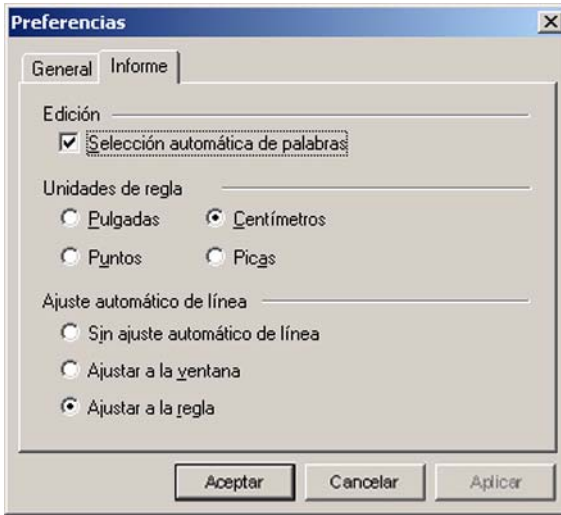 Preferencias
General Informe
Edición
Selección automática de palabras
Unidades de regla
Pulgadas Centímetros
Puntos Picas
Ajuste automático de línea
Sin ajuste automático de línea
Ajustar a la ventana
Ajustar a la regla
Aceptar Cancelar Aplicar